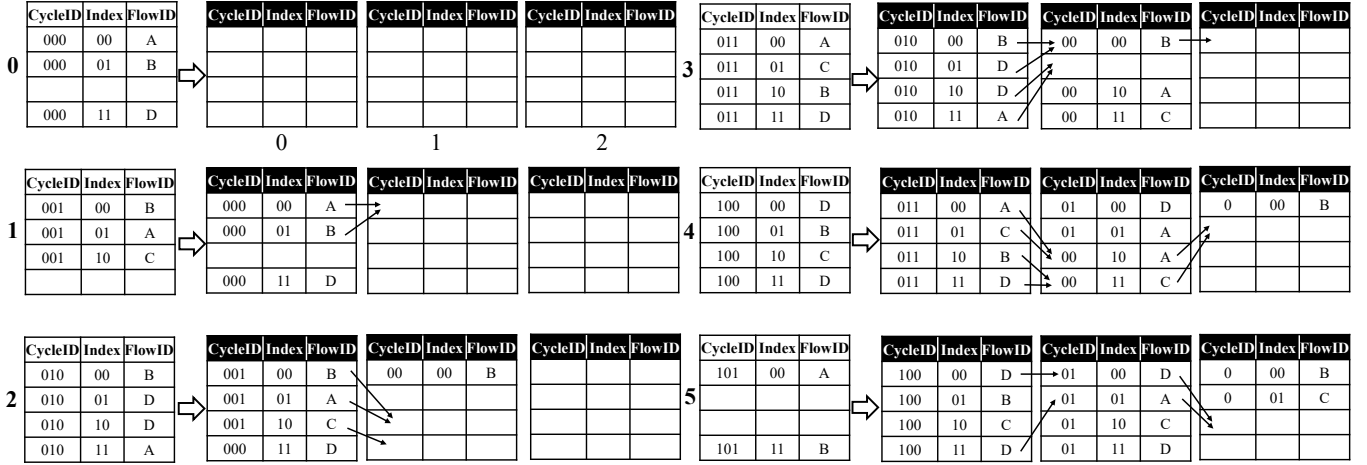 CycleID Index FlowID CycleID Index FlowID CycleID Index FlowID CycleID Index FlowID
000 00 A
0
000 01 B
000 11 D
0 1 2
CycleID Index FlowID CycleID Index FlowID CycleID Index FlowID CycleID Index FlowID
001 00 B 000 00 A
1
001 01 A 000 01 B
001 10 C
000 11 D
CycleID Index FlowID CycleID Index FlowID CycleID Index FlowID CycleID Index FlowID
010 00 B 001 00 B 00 00 B
2
010 01 D 001 01 A
010 10 D 001 10 C
010 11 A 000 11 D
CycleID Index FlowID CycleID Index FlowID CycleID Index FlowID CycleID Index FlowID
011 00 A 010 00 B 00 00 B
3
011 01 C 010 01 D
011 10 B 010 10 D 00 10 A
011 11 D 010 11 A 00 11 C
CycleID Index FlowID CycleID Index FlowID CycleID Index FlowID CycleID Index FlowID
100 00 D 011 00 A 01 00 D 0 00 B
4
100 01 B 011 01 C 01 01 A
100 10 C 011 10 B 00 10 A
100 11 D 011 11 D 00 11 C
CycleID Index FlowID CycleID Index FlowID CycleID Index FlowID CycleID Index FlowID
101 00 A 100 00 D 01 00 D 0 00 B
5
100 01 B 01 01 A 0 01 C
100 10 C 01 10 C
101 11 B 100 11 D 01 11 D